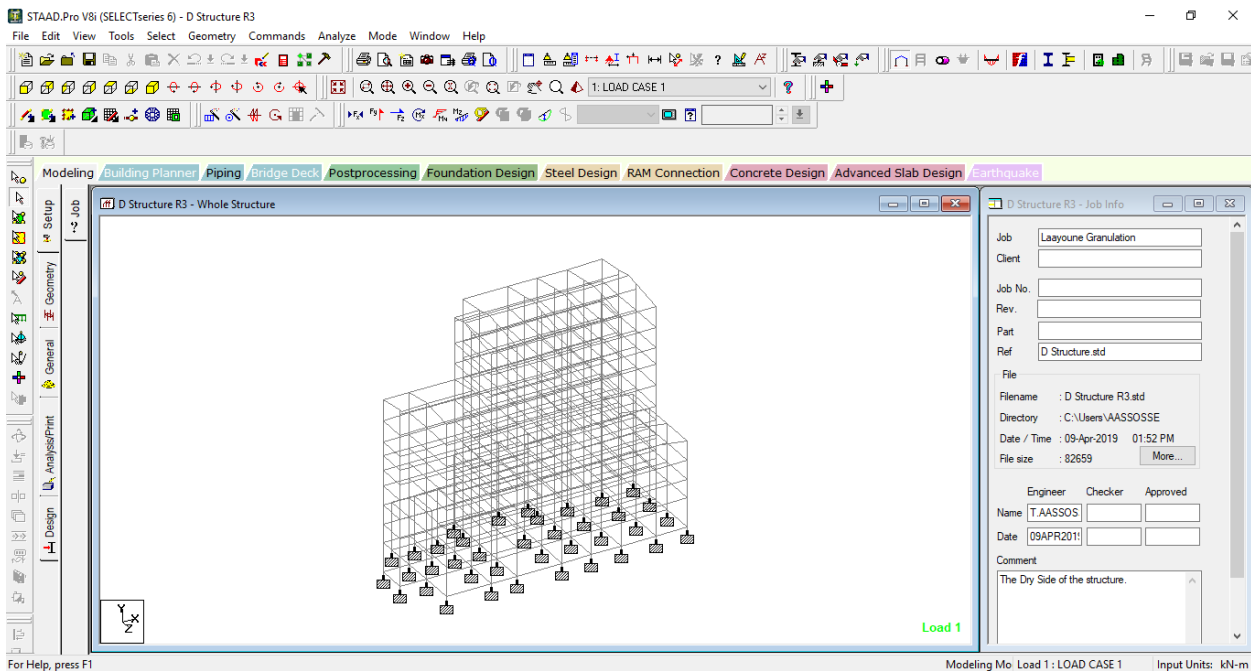 STAAD.Pro V8i (SELECTseries 6) - D Structure R3
File Edit View Tools Select Geometry Commands Analyze Mode Window Help
1: LOAD CASE 1
Modeling Building Planner Piping Bridge Deck Postprocessing Foundation Design Steel Design RAM Connection Concrete Design Advanced Slab Design Earthquake
Setup
Geometry
General
Analysis/Print
Design
? Job
D Structure R3 - Whole Structure
Y
X
Z
Load 1
D Structure R3 - Job Info
Job Laayoune Granulation
Client
Job No.
Rev.
Part
Ref D Structure.std
File
Filename : D Structure R3.std
Directory : C:\Users\AASSOSSE
Date / Time : 09-Apr-2019 01:52 PM
File size : 82659 More...
Engineer Checker Approved
Name T.AASSOS
Date 09APR201
Comment
The Dry Side of the structure.
For Help, press F1
Modeling Mo Load 1 : LOAD CASE 1 Input Units: kN-m